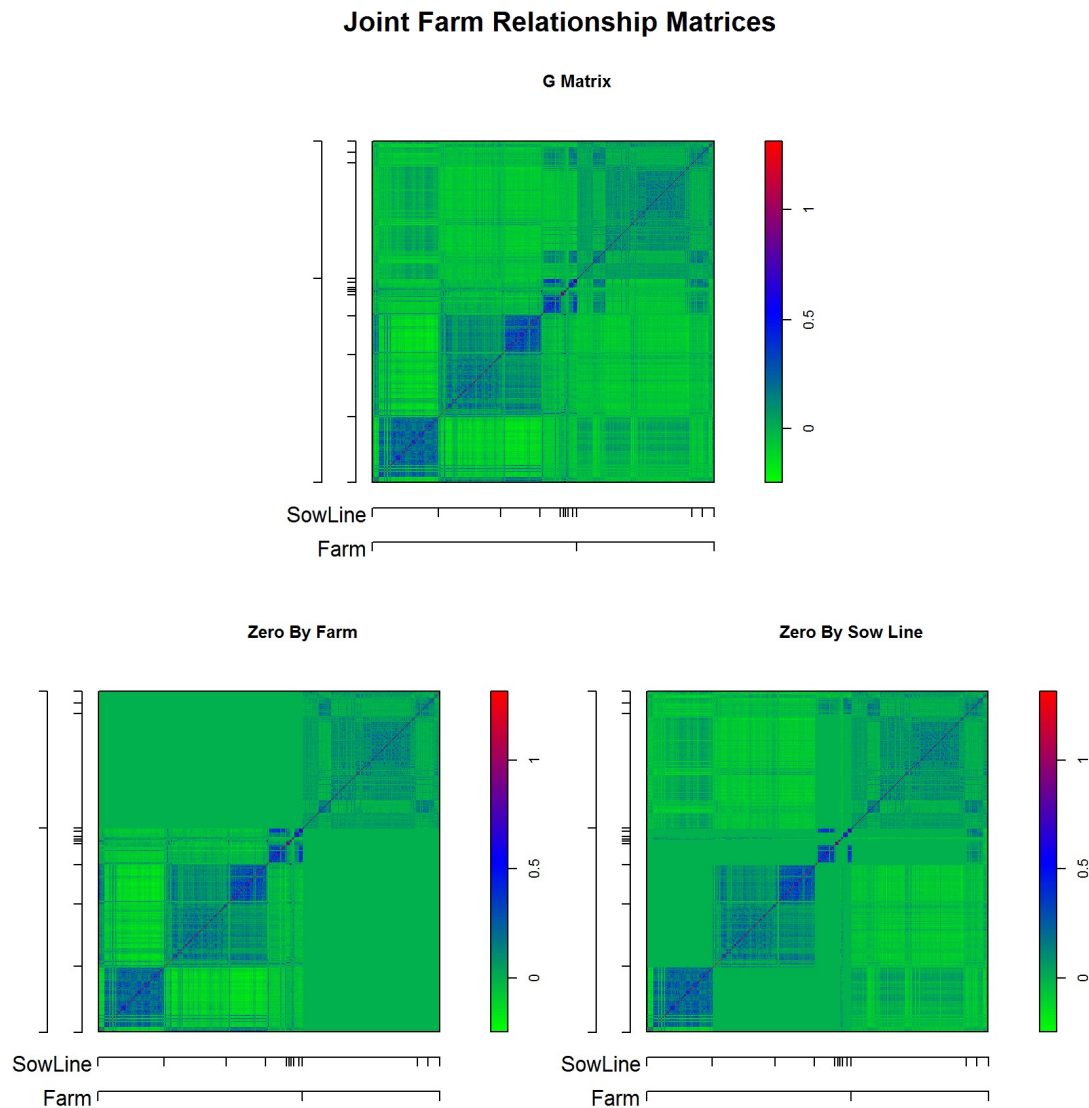 Joint Farm Relationship Matrices
G Matrix
1
0.5
0
SowLine
Farm
Zero By Farm
1
0.5
0
SowLine
Farm
Zero By Sow Line
1
0.5
0
SowLine
Farm